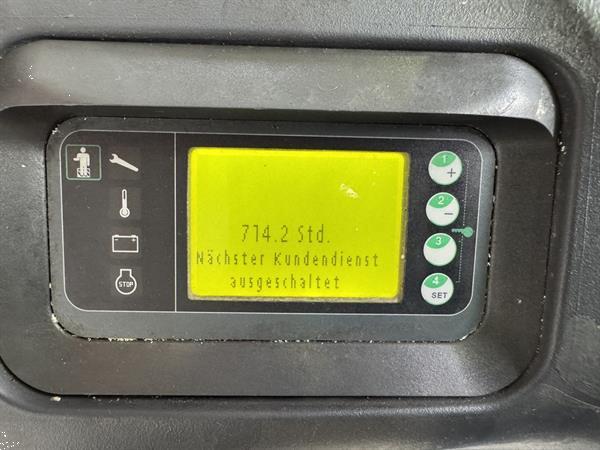 714.2 Std.
Nächster Kundendienst
ausgeschaltet
STOP
1
+
2
-
3
4
SET